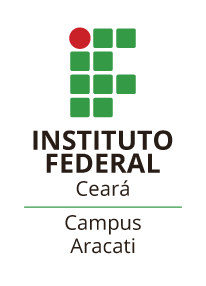 INSTITUTO
FEDERAL
Ceará
Campus
Aracati